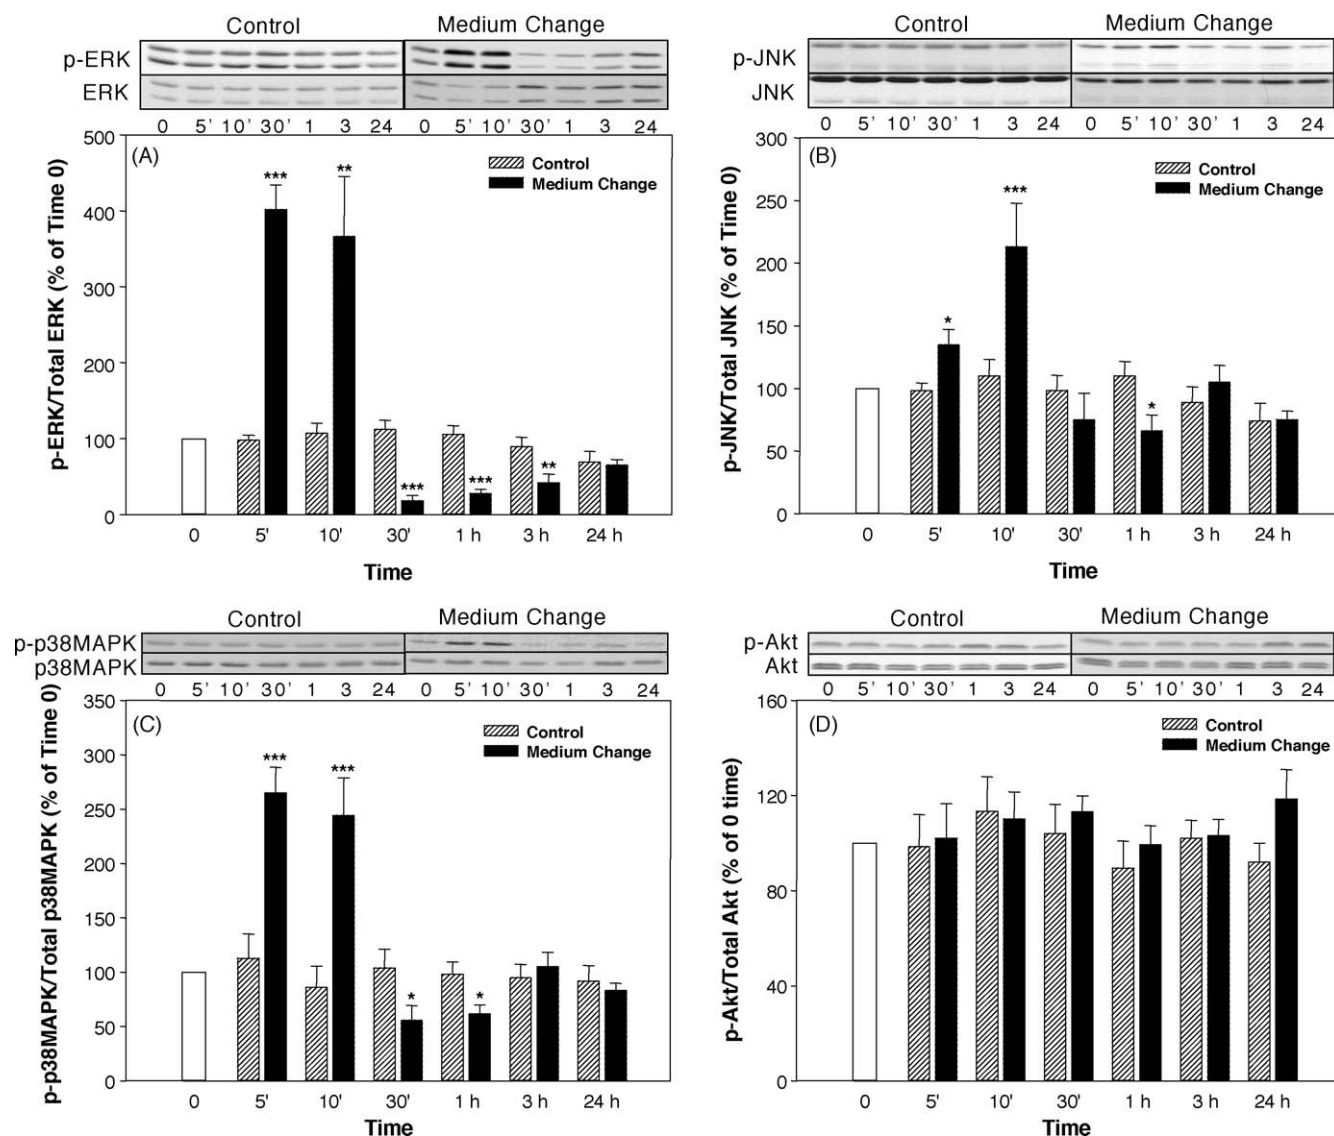 Control Medium Change
p-ERK
ERK
0 5' 10' 30' 1 3 24 0 5' 10' 30' 1 3 24
(A)
Control
Medium Change
p-ERK/Total ERK (% of Time 0)
500
400
300
200
100
0
*** ** *** *** **
0 5' 10' 30' 1 h 3 h 24 h
Time
Control Medium Change
p-JNK
JNK
0 5' 10' 30' 1 3 24 0 5' 10' 30' 1 3 24
(B)
Control
Medium Change
p-JNK/Total JNK (% of Time 0)
300
250
200
150
100
50
0
* *** *
0 5' 10' 30' 1 h 3 h 24 h
Time
Control Medium Change
p-p38MAPK
p38MAPK
0 5' 10' 30' 1 3 24 0 5' 10' 30' 1 3 24
(C)
Control
Medium Change
p-p38MAPK/Total p38MAPK (% of Time 0)
350
300
250
200
150
100
50
0
*** *** * *
0 5' 10' 30' 1 h 3 h 24 h
Time
Control Medium Change
p-Akt
Akt
0 5' 10' 30' 1 3 24 0 5' 10' 30' 1 3 24
(D)
Control
Medium Change
p-Akt/Total Akt (% of 0 time)
160
120
80
40
0
0 5' 10' 30' 1 h 3 h 24 h
Time